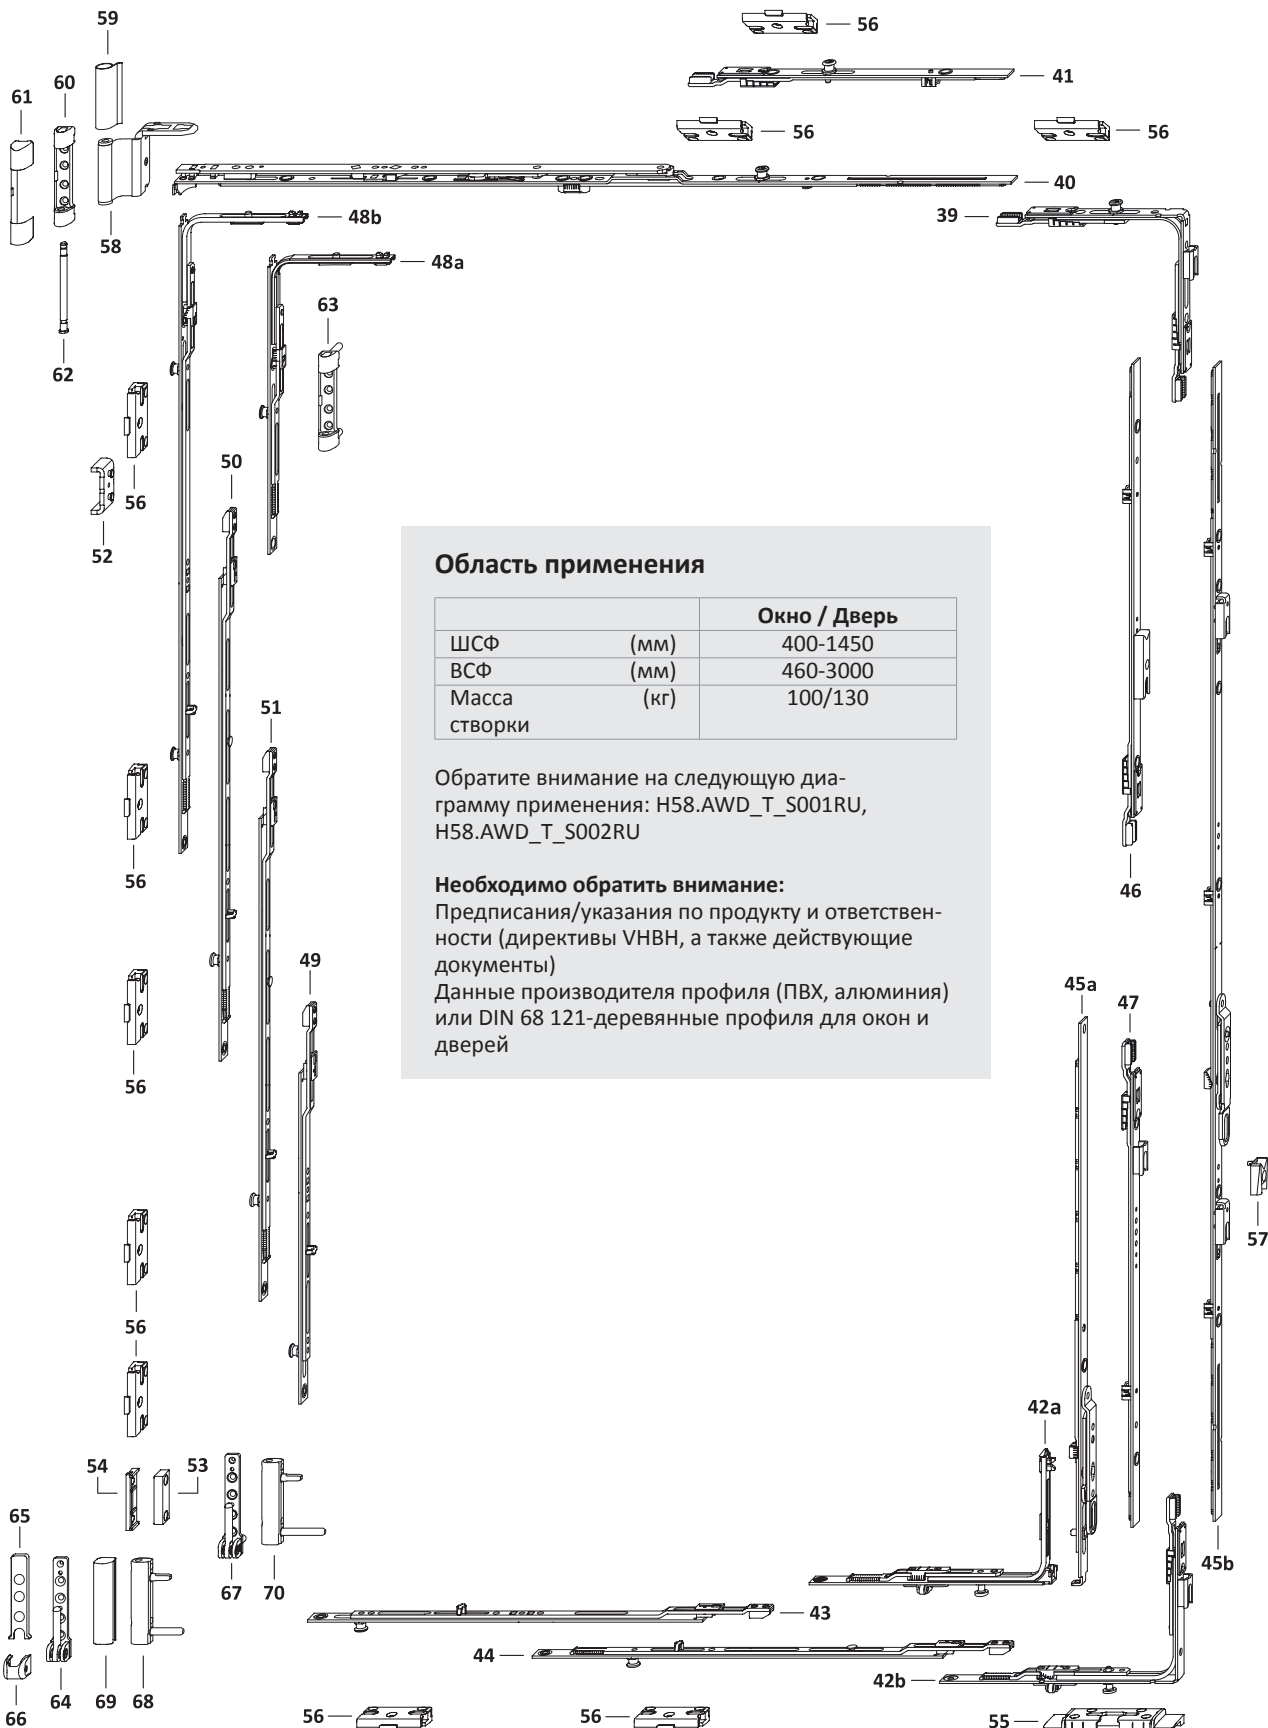 59
56
60
41
61
56
56
40
39
58
48b
48a
63
62
50
56
52
Область применения
Окно / Дверь
ШСФ (мм) 400-1450
ВСФ (мм) 460-3000
Масса (кг) 100/130
створки
51
Обратите внимание на следующую диа-
грамму применения: H58.AWD_T_S001RU,
H58.AWD_T_S002RU
56
46
Необходимо обратить внимание:
Предписания/указания по продукту и ответствен-
ности (директивы VHBH, а также действующие
документы)
Данные производителя профиля (ПВХ, алюминия)
или DIN 68 121-деревянные профиля для окон и
дверей
49
45a
47
56
57
56
42a
54
53
65
67
70
45b
43
44
42b
66
64
69
68
56
56
55